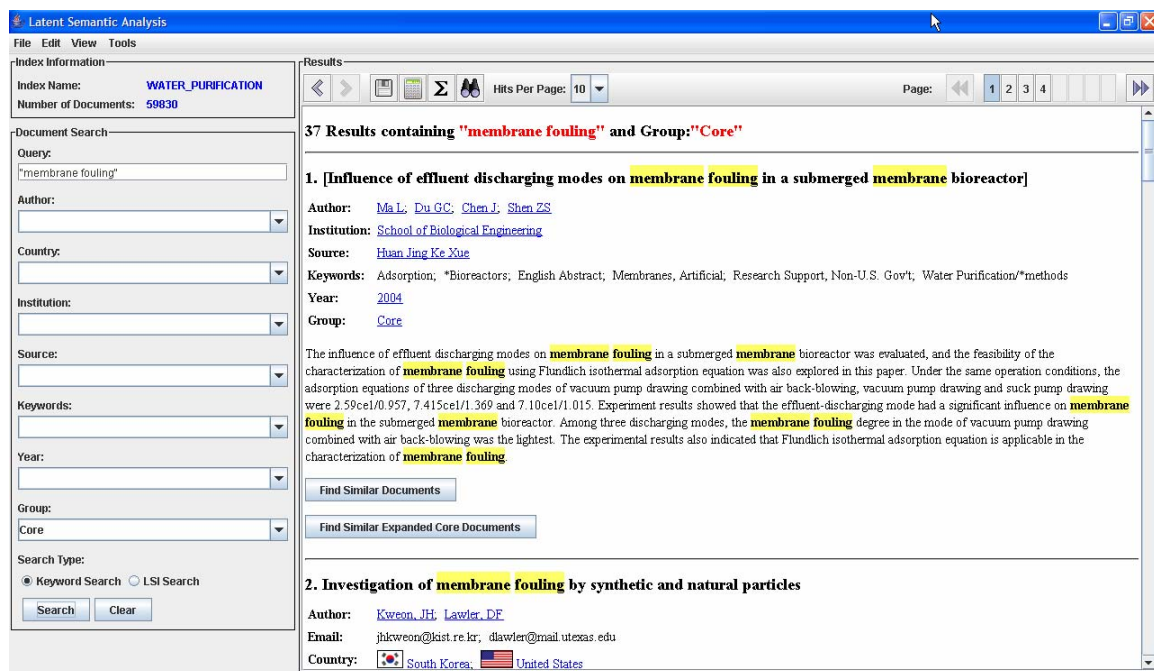 Latent Semantic Analysis
File Edit View Tools
Index Information
Index Name: WATER_PURIFICATION
Number of Documents: 59830
Document Search
Query:
"membrane fouling"
Author:
Country:
Institution:
Source:
Keywords:
Year:
Group:
Core
Search Type:
Keyword Search LSI Search
Search Clear
Results
Σ Hits Per Page: 10 Page: 1 2 3 4
37 Results containing "membrane fouling" and Group:"Core"
1. [Influence of effluent discharging modes on membrane fouling in a submerged membrane bioreactor]
Author: Ma L; Du GC; Chen J; Shen ZS
Institution: School of Biological Engineering
Source: Huan Jing Ke Xue
Keywords: Adsorption; *Bioreactors; English Abstract; Membranes, Artificial; Research Support, Non-U.S. Gov't; Water Purification/*methods
Year: 2004
Group: Core
The influence of effluent discharging modes on membrane fouling in a submerged membrane bioreactor was evaluated, and the feasibility of the
characterization of membrane fouling using Flundlich isothermal adsorption equation was also explored in this paper. Under the same operation conditions, the
adsorption equations of three discharging modes of vacuum pump drawing combined with air back-blowing, vacuum pump drawing and suck pump drawing
were 2.59ce1/0.957, 7.415ce1/1.369 and 7.10ce1/1.015. Experiment results showed that the effluent-discharging mode had a significant influence on membrane
fouling in the submerged membrane bioreactor. Among three discharging modes, the membrane fouling degree in the mode of vacuum pump drawing
combined with air back-blowing was the lightest. The experimental results also indicated that Flundlich isothermal adsorption equation is applicable in the
characterization of membrane fouling.
Find Similar Documents
Find Similar Expanded Core Documents
2. Investigation of membrane fouling by synthetic and natural particles
Author: Kweon, JH; Lawler, DF
Email: jhkweon@kist.re.kr; dlawler@mail.utexas.edu
Country: South Korea; United States